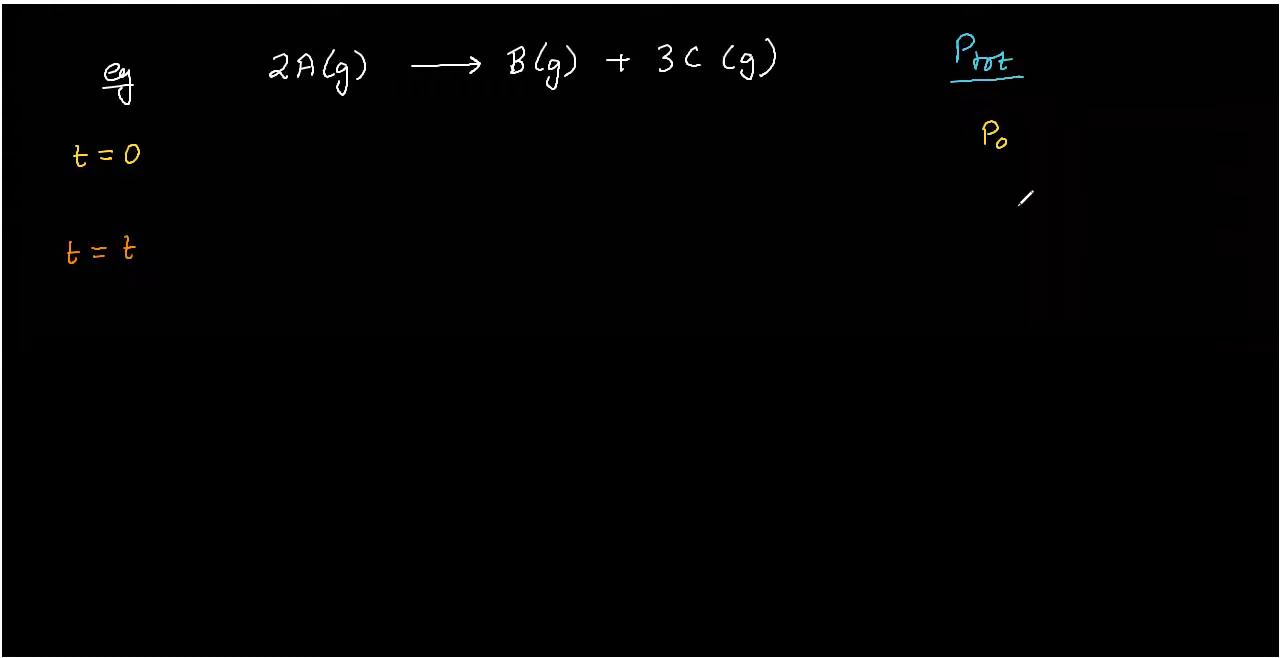 eg 2A(g) ⟶ B(g) + 3C (g) Ptot
t = 0 P₀
t = t